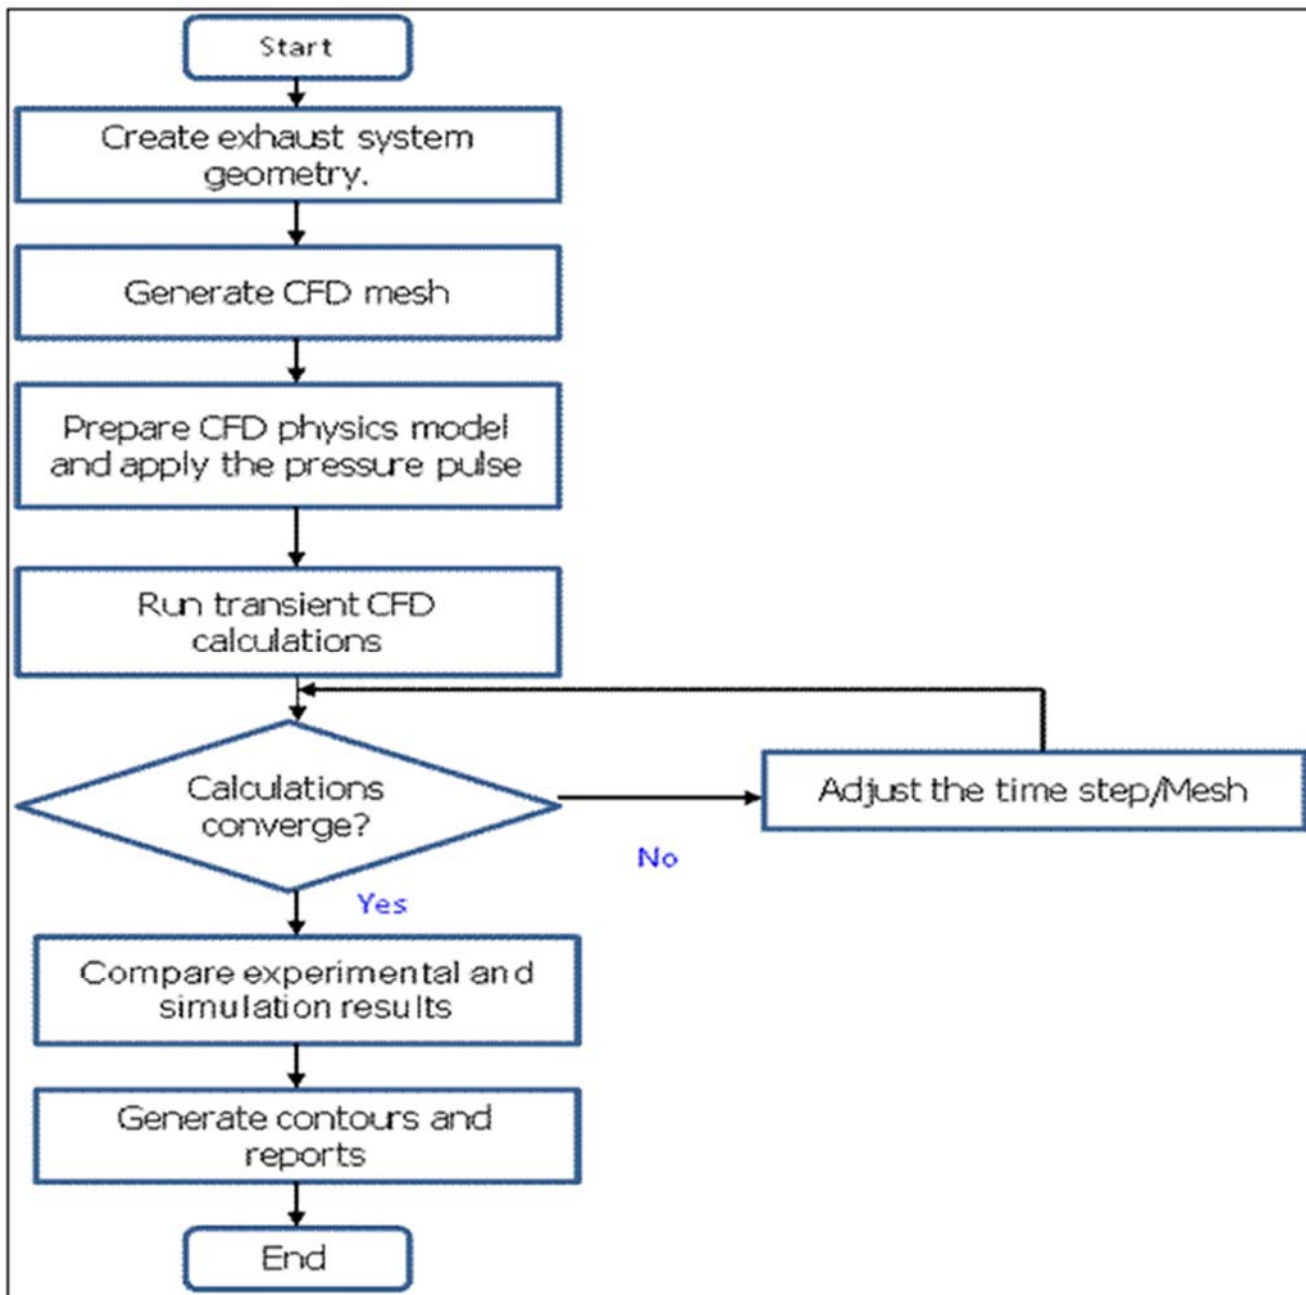 Start
Create exhaust system
geometry.
Generate CFD mesh
Prepare CFD physics model
and apply the pressure pulse
Run transient CFD
calculations
Calculations
converge?
Adjust the time step/Mesh
No
Yes
Compare experimental and
simulation results
Generate contours and
reports
End